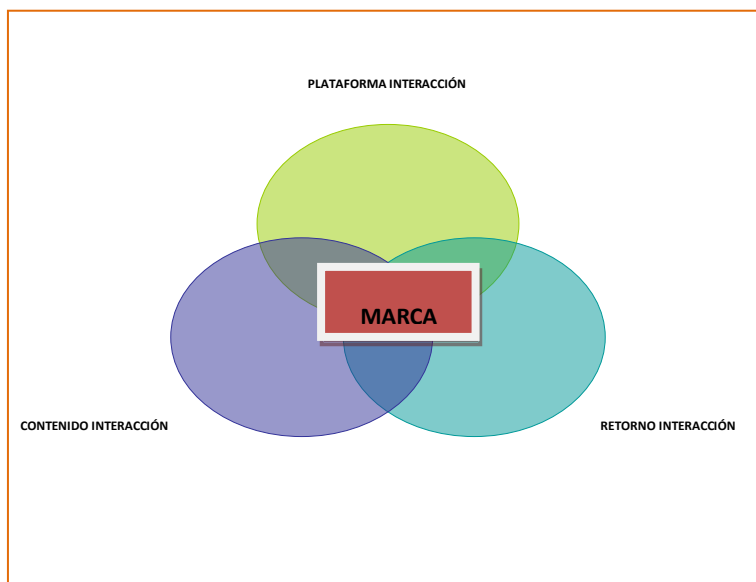 PLATAFORMA INTERACCIÓN
MARCA
CONTENIDO INTERACCIÓN
RETORNO INTERACCIÓN